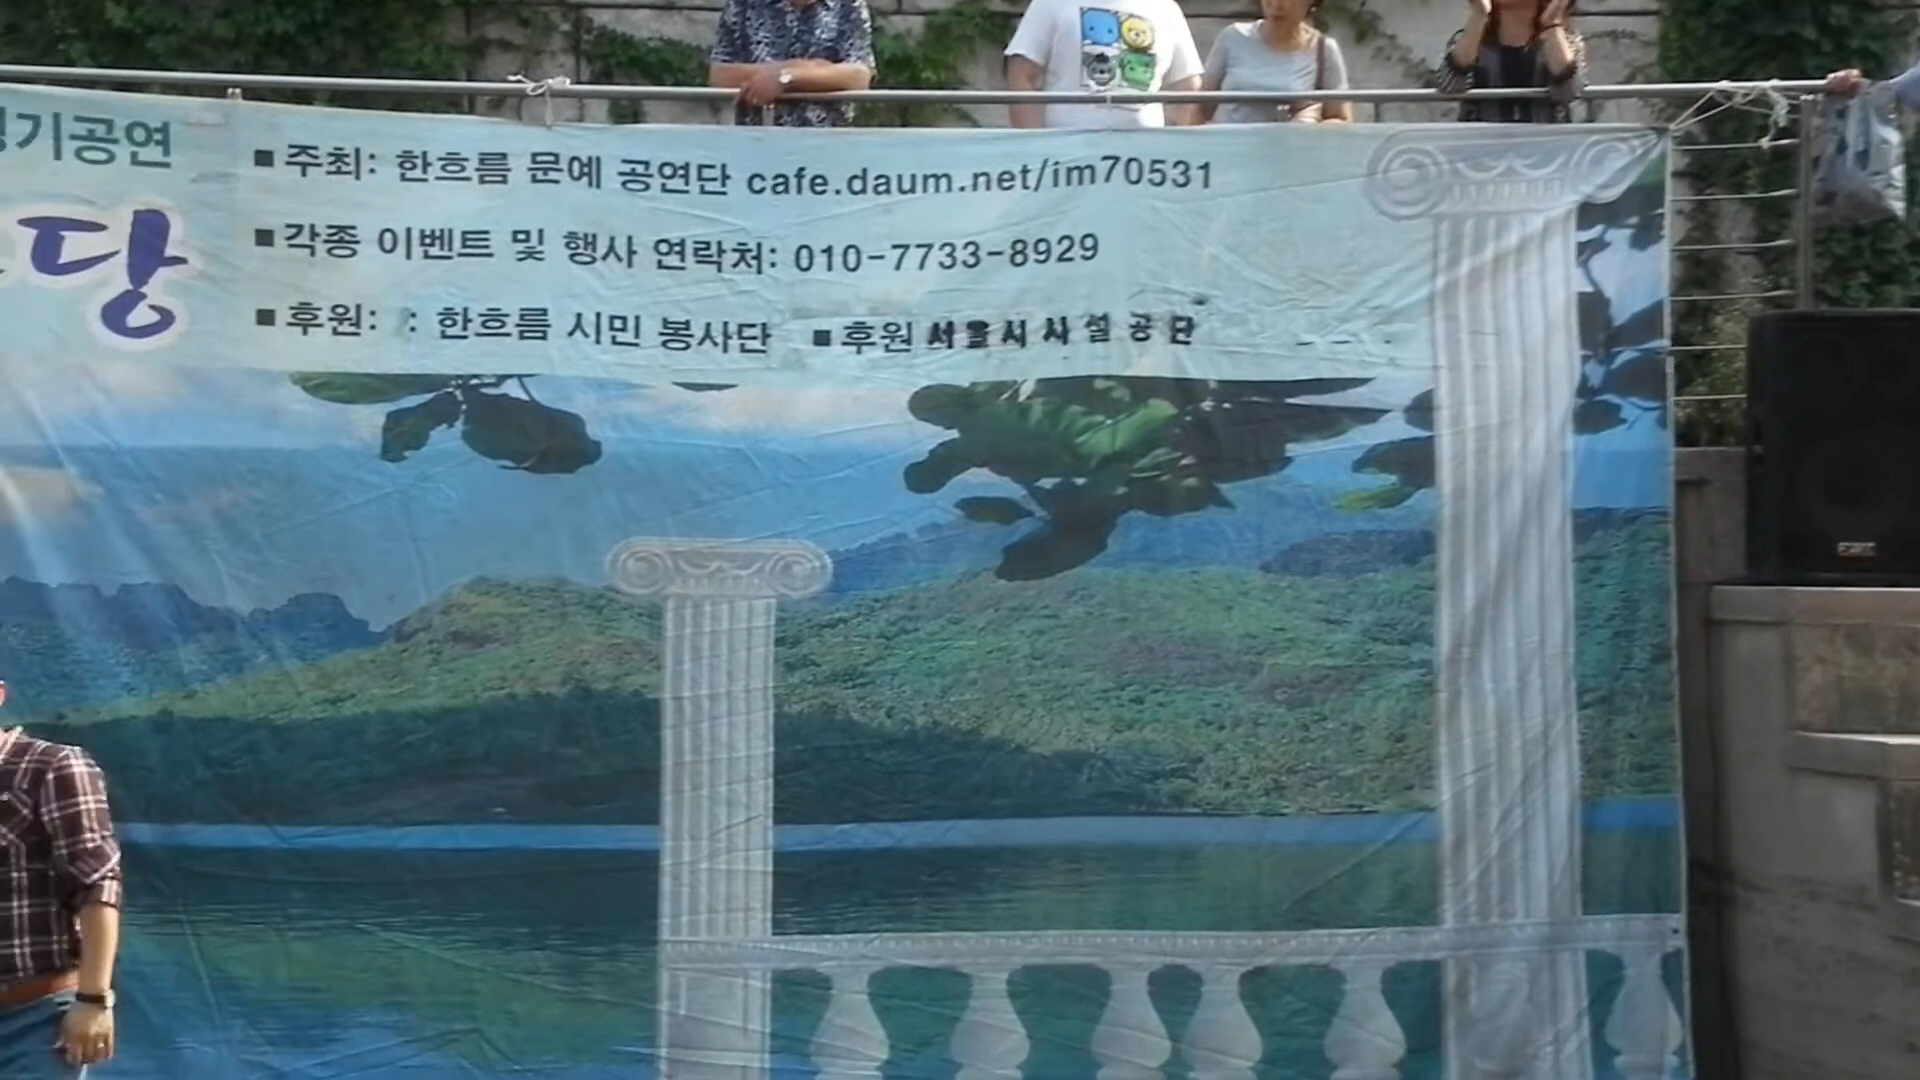 기공연
당
■주최: 한흐름 문예 공연단 cafe.daum.net/im70531
■각종 이벤트 및 행사 연락처: 010-7733-8929
■후원: : 한흐름 시민 봉사단 ■후원 서울시시설공단